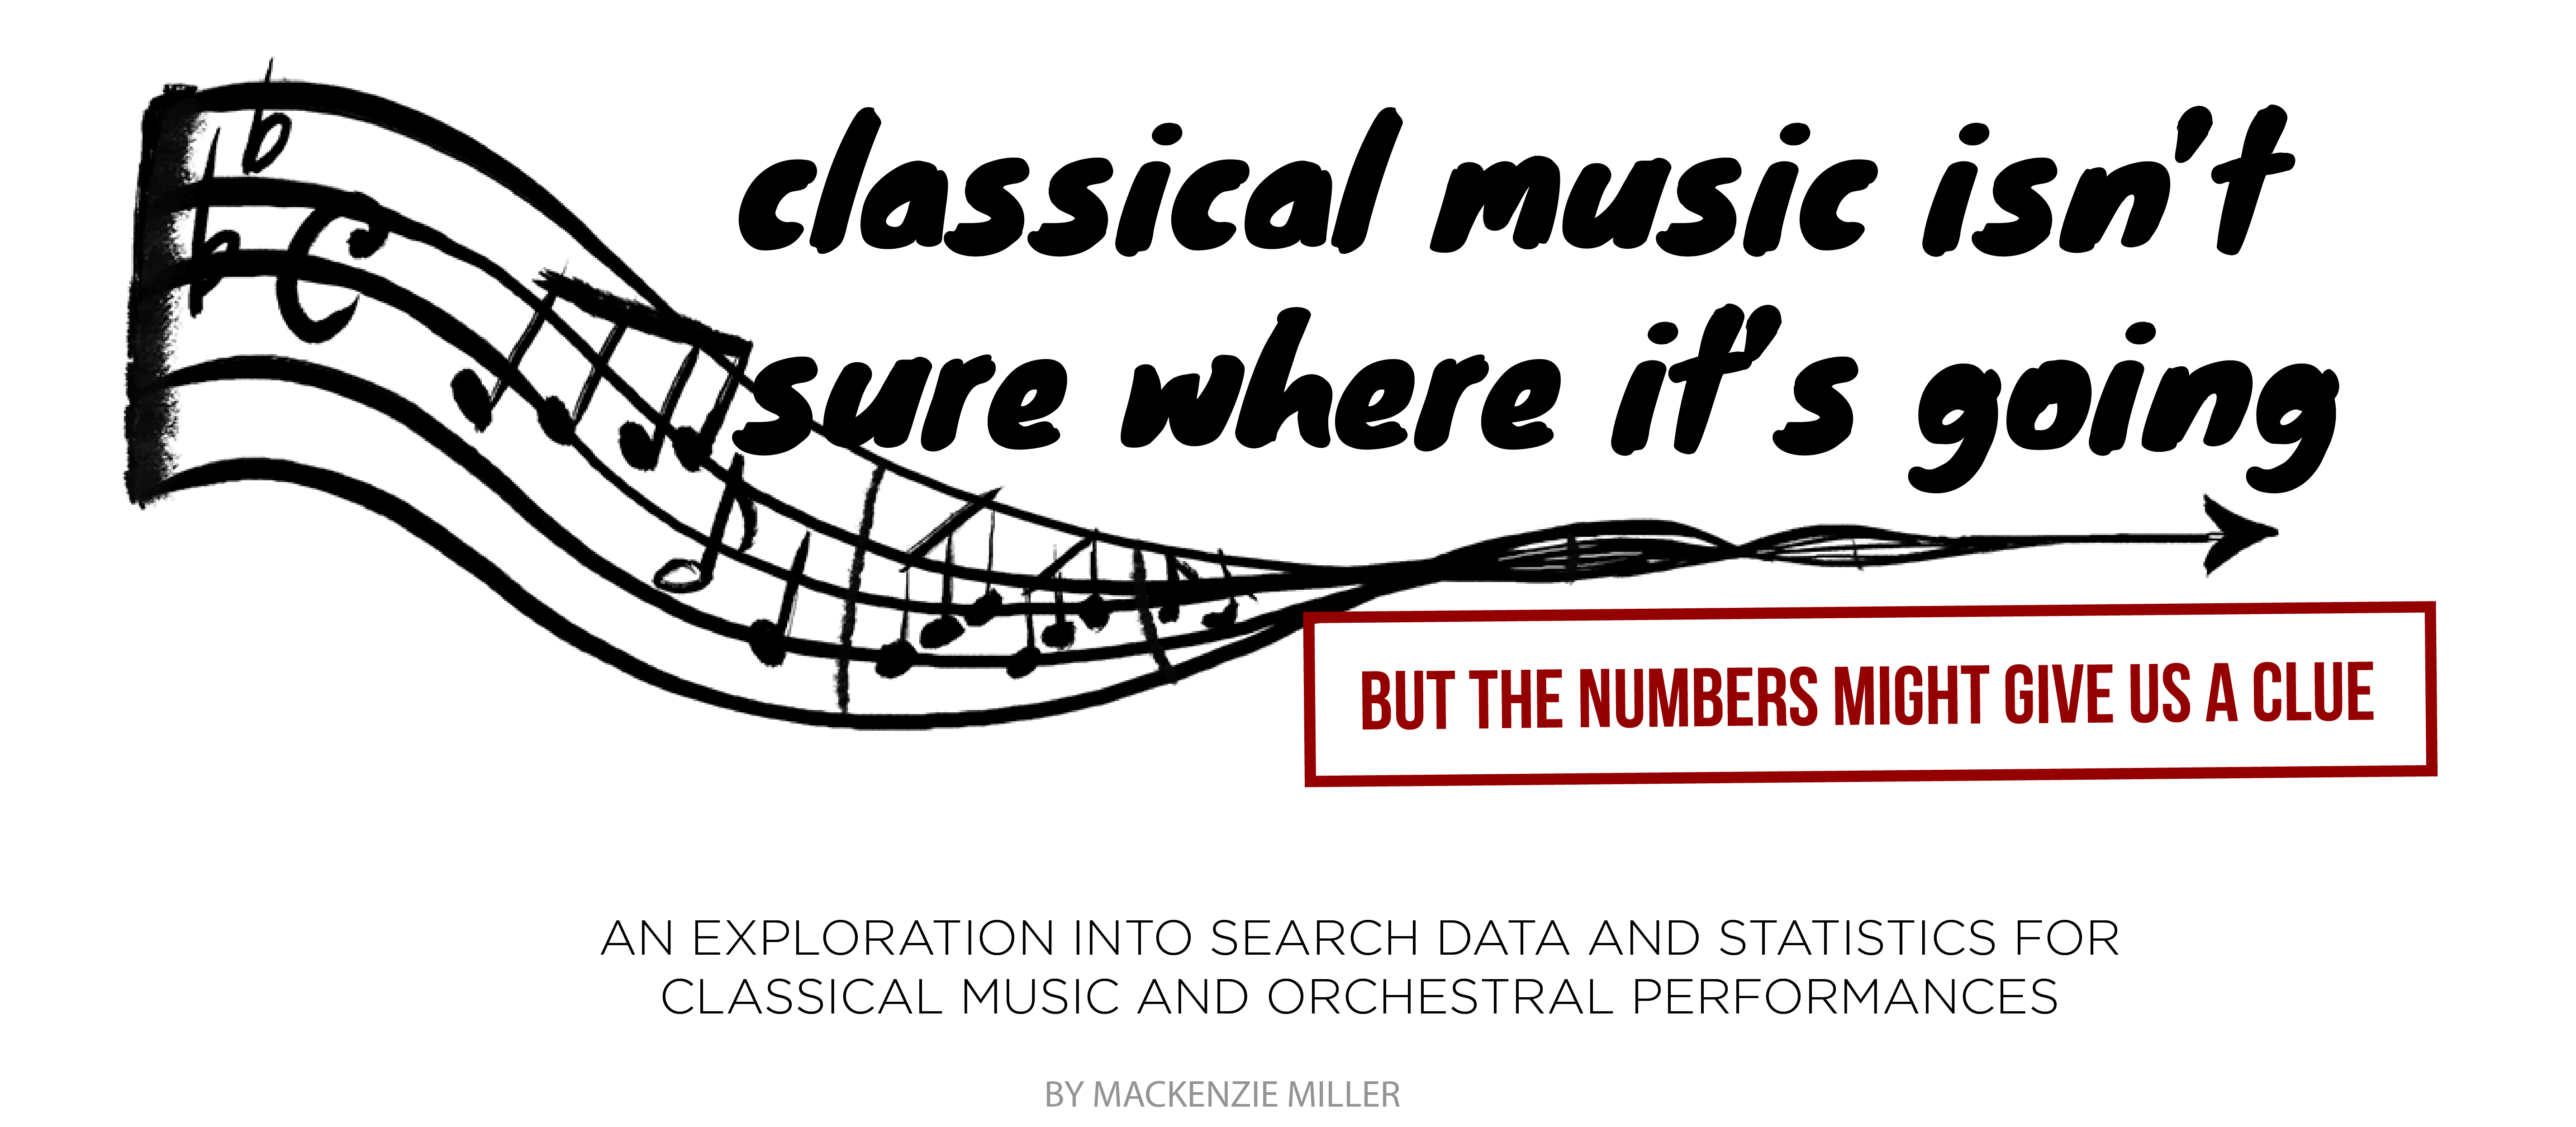 classical music isn't
sure where it's going
BUT THE NUMBERS MIGHT GIVE US A CLUE
AN EXPLORATION INTO SEARCH DATA AND STATISTICS FOR
CLASSICAL MUSIC AND ORCHESTRAL PERFORMANCES
BY MACKENZIE MILLER